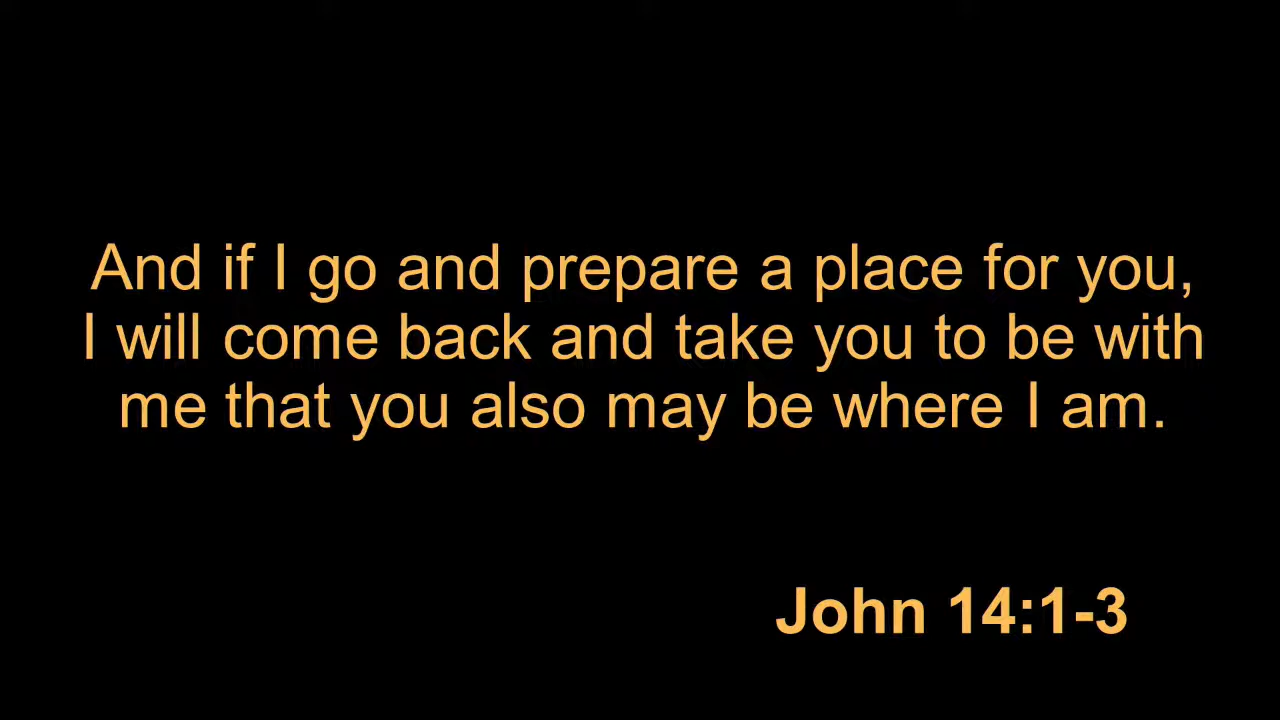 And if I go and prepare a place for you,
I will come back and take you to be with
me that you also may be where I am.
John 14:1-3